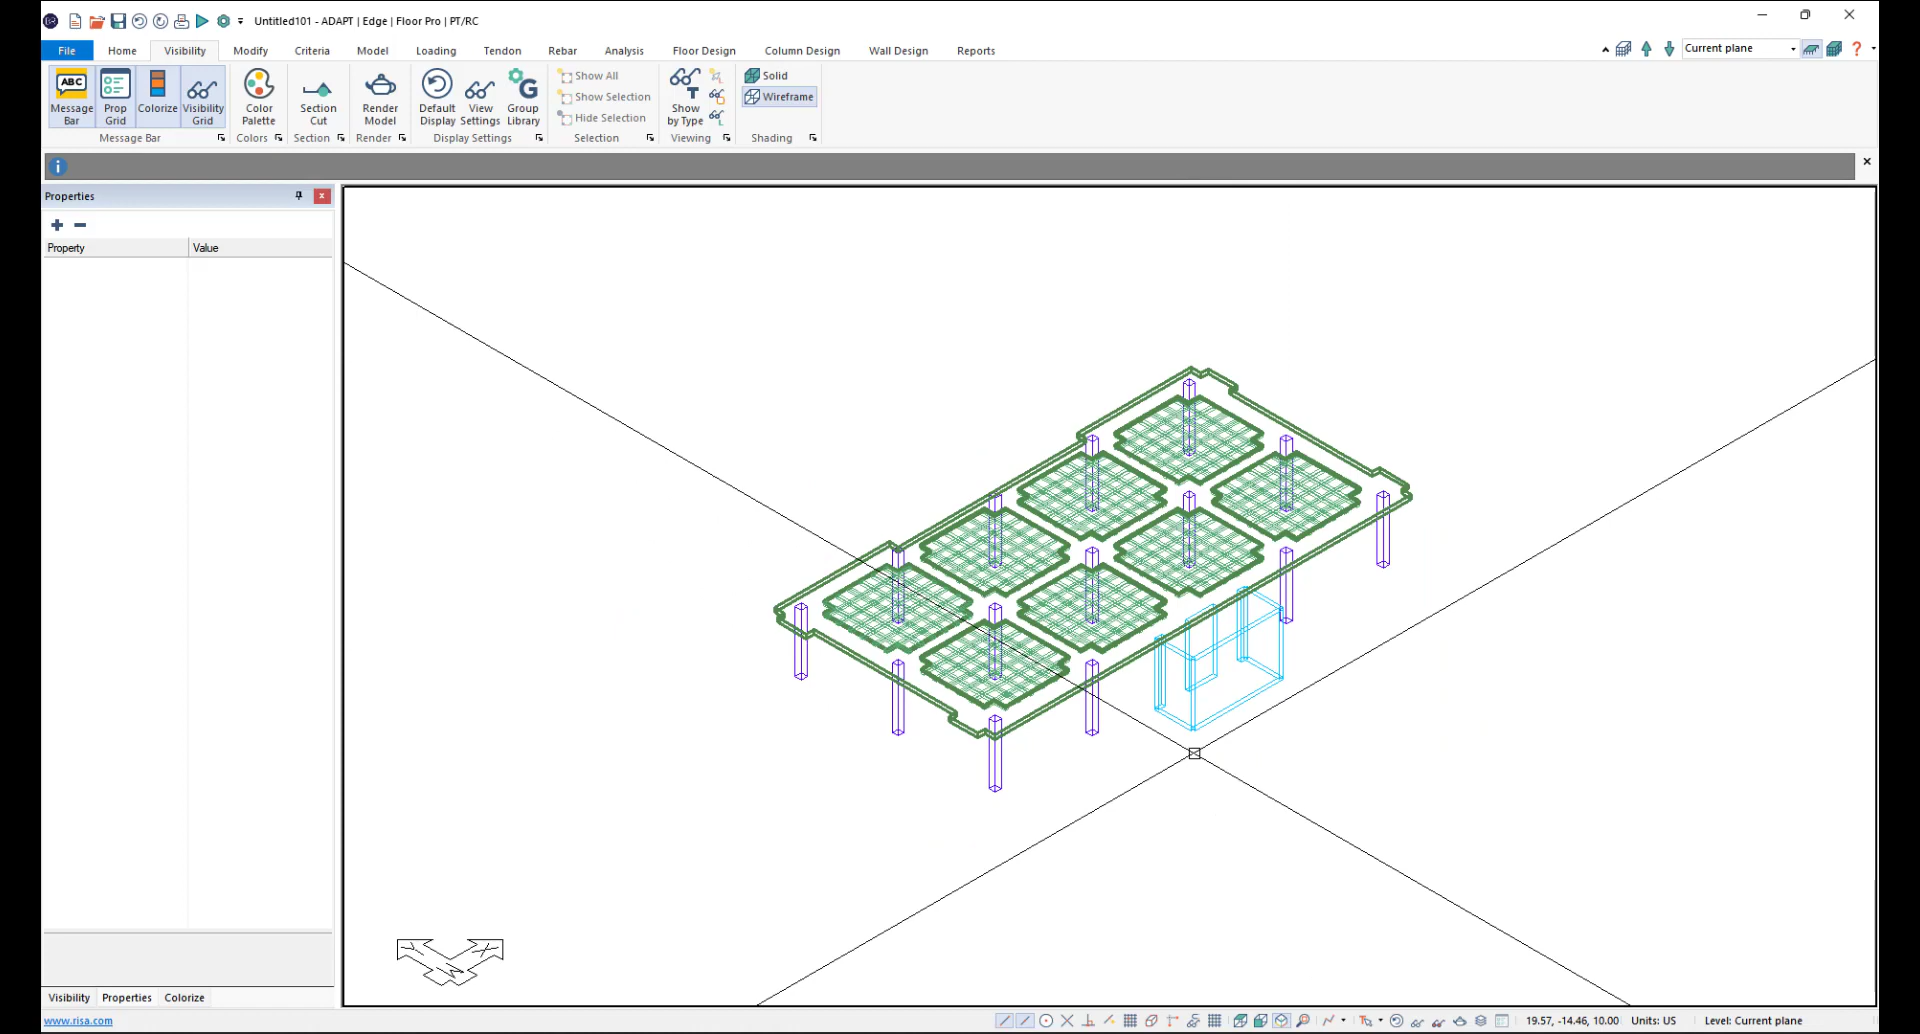 Untitled101 - ADAPT | Edge | Floor Pro | PT/RC
File Home Visibility Modify Criteria Model Loading Tendon Rebar Analysis Floor Design Column Design Wall Design Reports
Current plane
ABC
Message Bar
Prop Grid
Colorize
Visibility Grid
Color Palette
Section Cut
Render Model
Default Display
View Settings
Group Library
Show All
Show Selection
Hide Selection
Show by Type
Solid
Wireframe
Message Bar Colors Section Render Display Settings Selection Viewing Shading
Properties
Property Value
Visibility Properties Colorize
www.risa.com
19.57, -14.46, 10.00 Units: US Level: Current plane